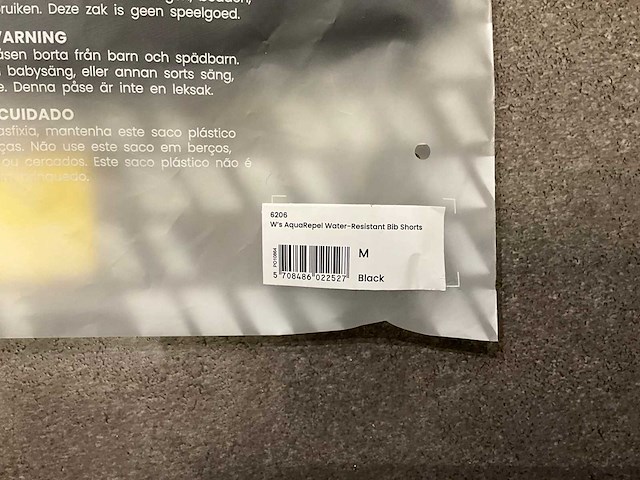 ruiken. Deze zak is geen speelgoed.
ARNING
åsen borta från barn och spädbarn.
babysäng, eller annan sorts säng,
e. Denna påse är inte en leksak.
CUIDADO
asfixia, mantenha este saco plástico
ças. Não use este saco em berços,
ou cercados. Este saco plástico não é
6206
W's AquaRepel Water-Resistant Bib Shorts
M
5 708486 022527
Black